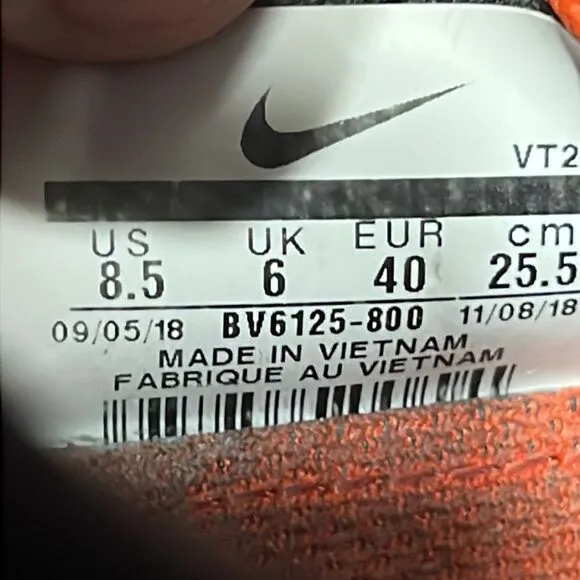 VT2
US UK EUR cm
8.5 6 40 25.5
09/05/18 BV6125-800 11/08/18
MADE IN VIETNAM
FABRIQUE AU VIETNAM